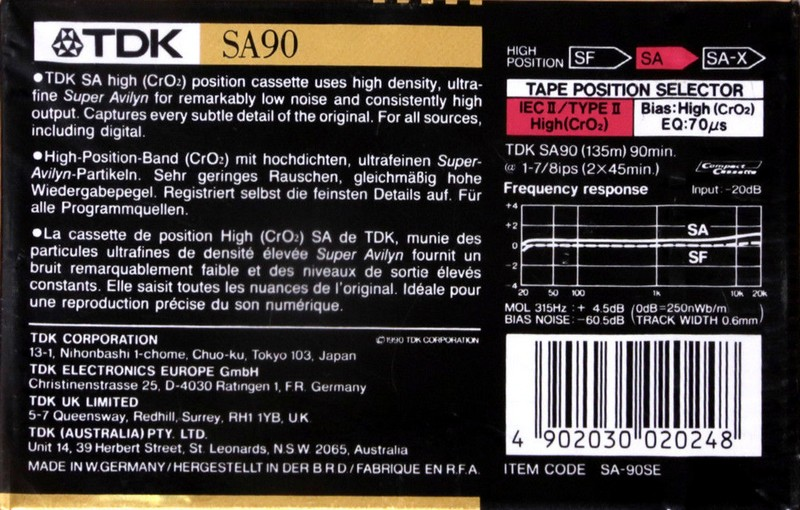 TDK SA90
●TDK SA high (CrO₂) position cassette uses high density, ultra-
fine Super Avilyn for remarkably low noise and consistently high
output. Captures every subtle detail of the original. For all sources,
including digital.
●High-Position-Band (CrO₂) mit hochdichten, ultrafeinen Super-
Avilyn-Partikeln. Sehr geringes Rauschen, gleichmäßig hohe
Wiedergabepegel. Registriert selbst die feinsten Details auf. Für
alle Programmquellen.
●La cassette de position High (CrO₂) SA de TDK, munie des
particules ultrafines de densité élevée Super Avilyn fournit un
bruit remarquablement faible et des niveaux de sortie élevés
constants. Elle saisit toutes les nuances de l'original. Idéale pour
une reproduction précise du son numérique.
TDK CORPORATION
©1990 TDK CORPORATION
13-1, Nihonbashi 1-chome, Chuo-ku, Tokyo 103, Japan
TDK ELECTRONICS EUROPE GmbH
Christinenstrasse 25, D-4030 Ratingen 1, F.R. Germany
TDK UK LIMITED
5-7 Queensway, Redhill, Surrey, RH1 1YB, U.K
TDK (AUSTRALIA) PTY. LTD.
Unit 14, 39 Herbert Street, St. Leonards, N.S.W. 2065, Australia
MADE IN W.GERMANY/HERGESTELLT IN DER B R D/FABRIQUE EN R.F.A.
HIGH
POSITION
SF SA SA-X
TAPE POSITION SELECTOR
IEC II/TYPE II
High(CrO₂)
Bias:High (CrO₂)
EQ:70µs
TDK SA90 (135m) 90min.
@ 1-7/8ips (2×45min.)
Compact Cassette
Frequency response Input:-20dB
+4
+2
0
-2
-4
SA
SF
20 50 100 1k 10k 20k
MOL 315Hz : + 4.5dB (0dB=250nWb/m
BIAS NOISE: -60.5dB TRACK WIDTH 0.6mm)
4 902030 020248
ITEM CODE SA-90SE